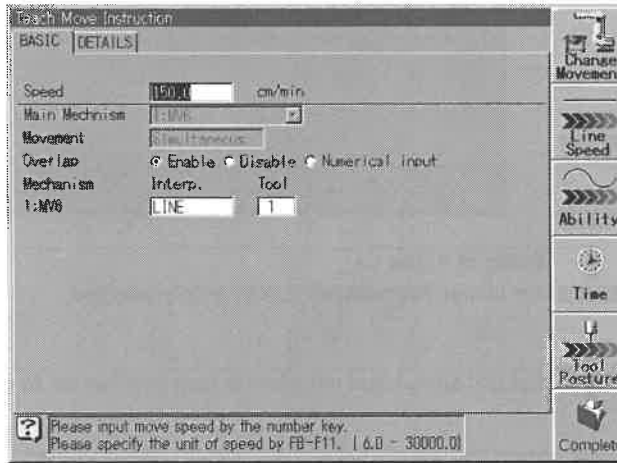 Teach Move Instruction
BASIC DETAILS
Speed 150.0 cm/min
Main Mechnism 1:MV6
Movement Simultaneous
Overlap Enable Disable Numerical input
Mechanism Interp. Tool
1:MV6 LINE 1
Please input move speed by the number key.
Please specify the unit of speed by F8-F11. [ 6.0 - 30000.0]
Change
Movement
Line
Speed
Ability
Time
Tool
Posture
Complete